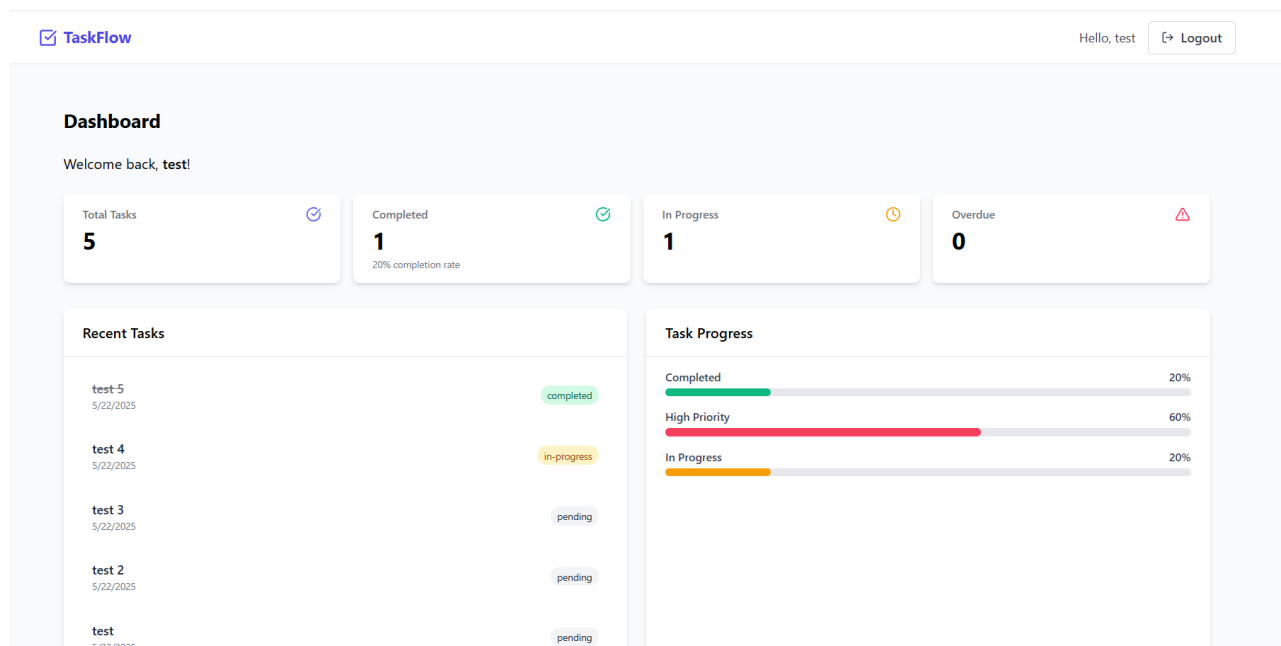 TaskFlow
Hello, test
Logout
Dashboard
Welcome back, test!
Total Tasks
5
Completed
1
20% completion rate
In Progress
1
Overdue
0
Recent Tasks
test 5
5/22/2025
completed
test 4
5/22/2025
in-progress
test 3
5/22/2025
pending
test 2
5/22/2025
pending
test
pending
Task Progress
Completed
20%
High Priority
60%
In Progress
20%